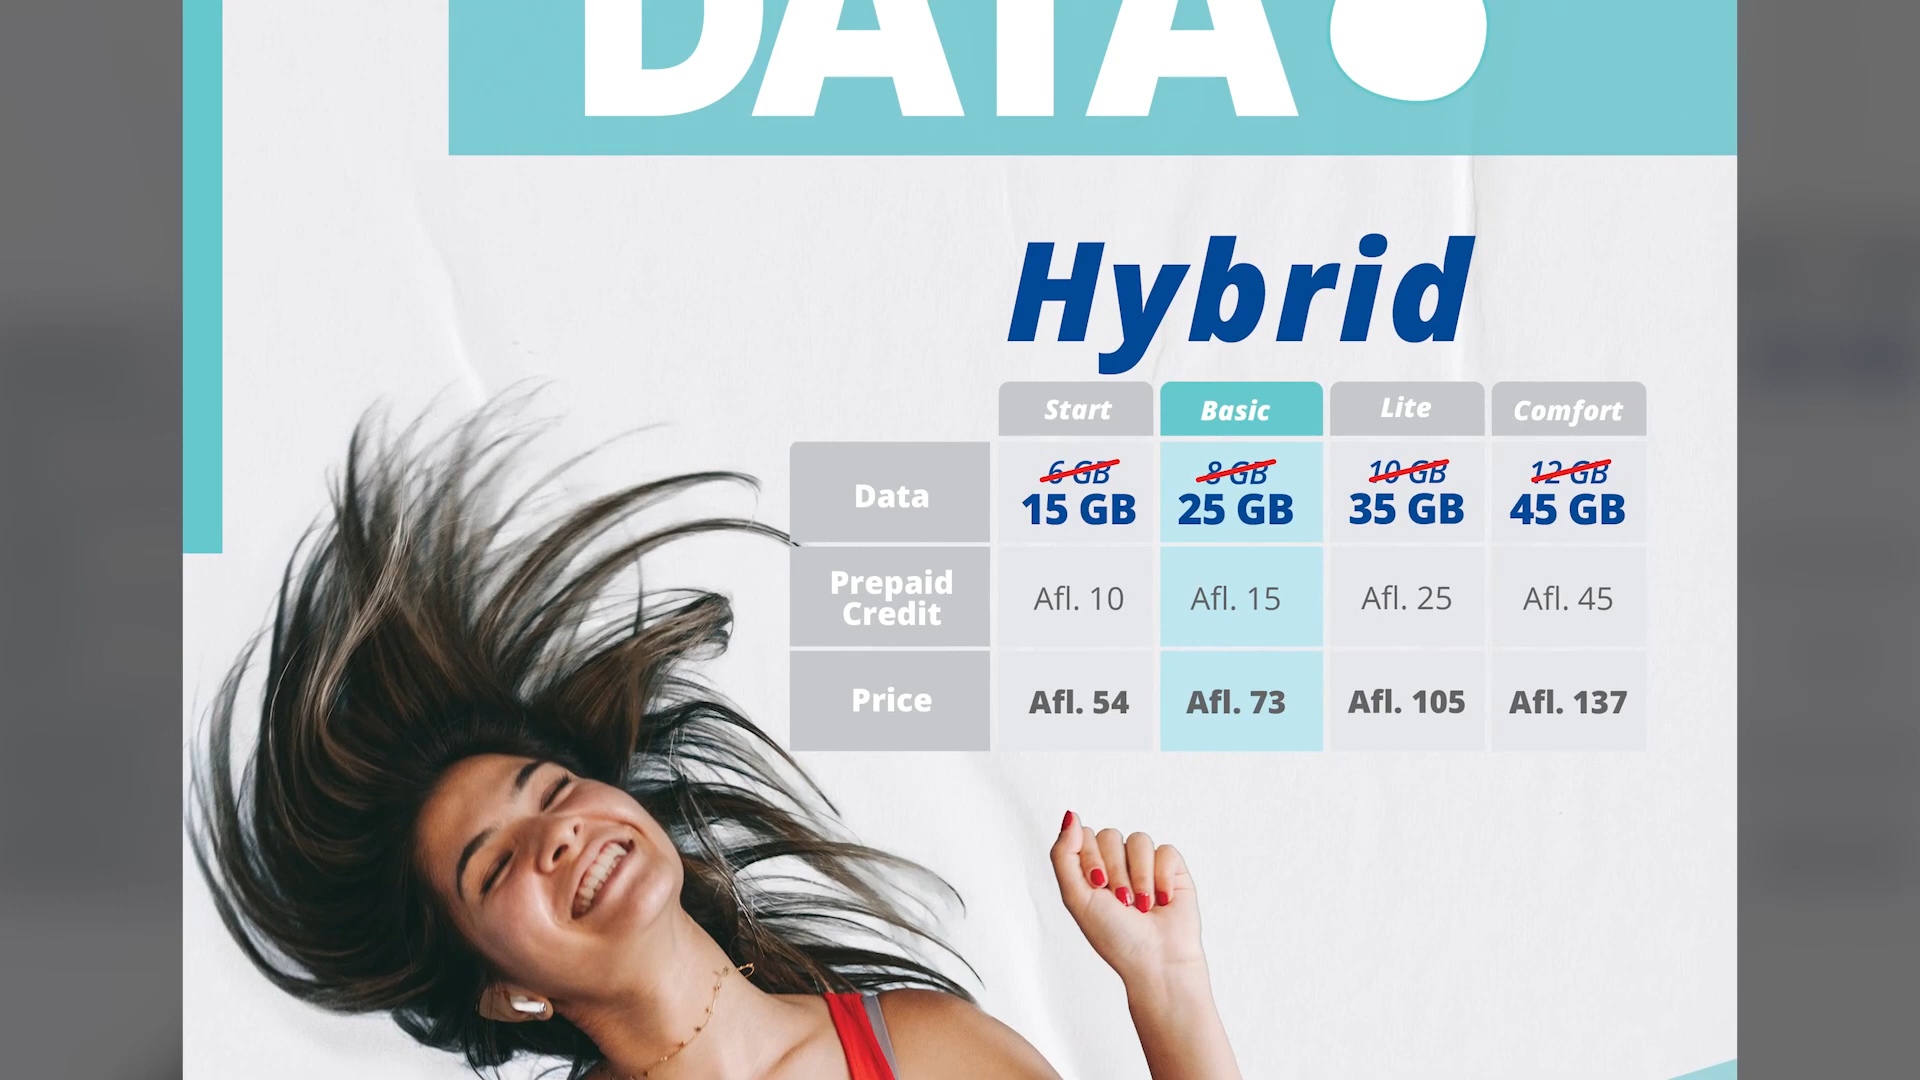 DATA
Hybrid
Start Basic Lite Comfort
6 GB 8 GB 10 GB 12 GB
Data 15 GB 25 GB 35 GB 45 GB
Prepaid
Credit Afl. 10 Afl. 15 Afl. 25 Afl. 45
Price Afl. 54 Afl. 73 Afl. 105 Afl. 137